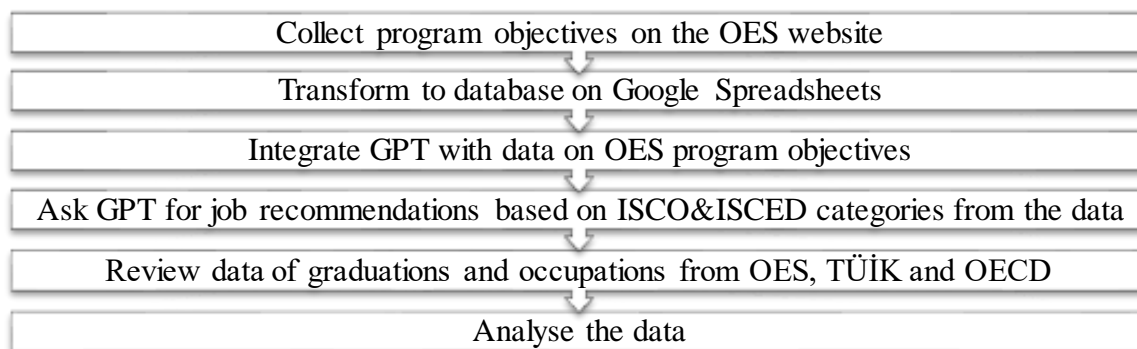 Collect program objectives on the OES website
Transform to database on Google Spreadsheets
Integrate GPT with data on OES program objectives
Ask GPT for job recommendations based on ISCO&ISCED categories from the data
Review data of graduations and occupations from OES, TÜİK and OECD
Analyse the data